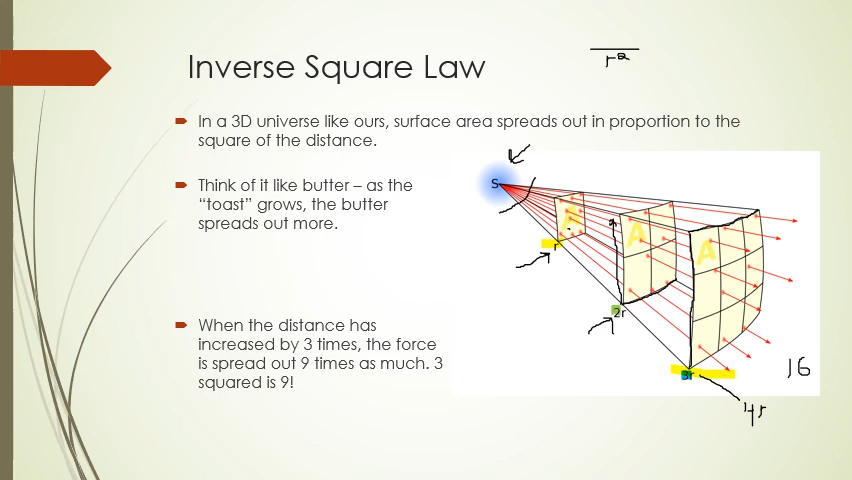 Inverse Square Law
r²
In a 3D universe like ours, surface area spreads out in proportion to the
square of the distance.
Think of it like butter – as the
“toast” grows, the butter
spreads out more.
When the distance has
increased by 3 times, the force
is spread out 9 times as much. 3
squared is 9!
S
A
A
A
r
2r
3r
4r
16